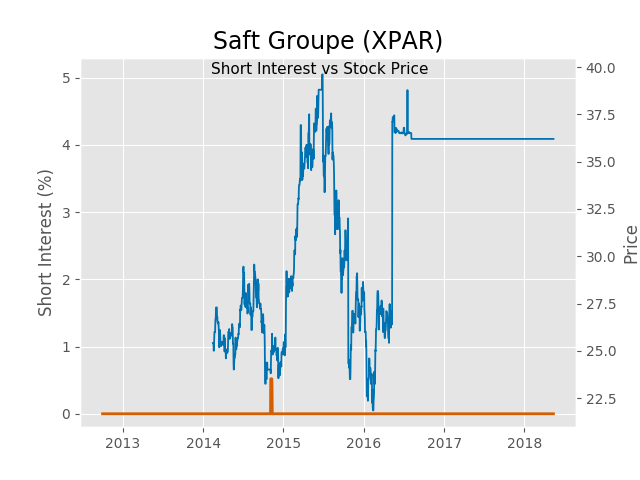 Saft Groupe (XPAR)
Short Interest vs Stock Price
Short Interest (%)
5
4
3
2
1
0
40.0
37.5
35.0
32.5
30.0
27.5
25.0
22.5
Price
2013 2014 2015 2016 2017 2018